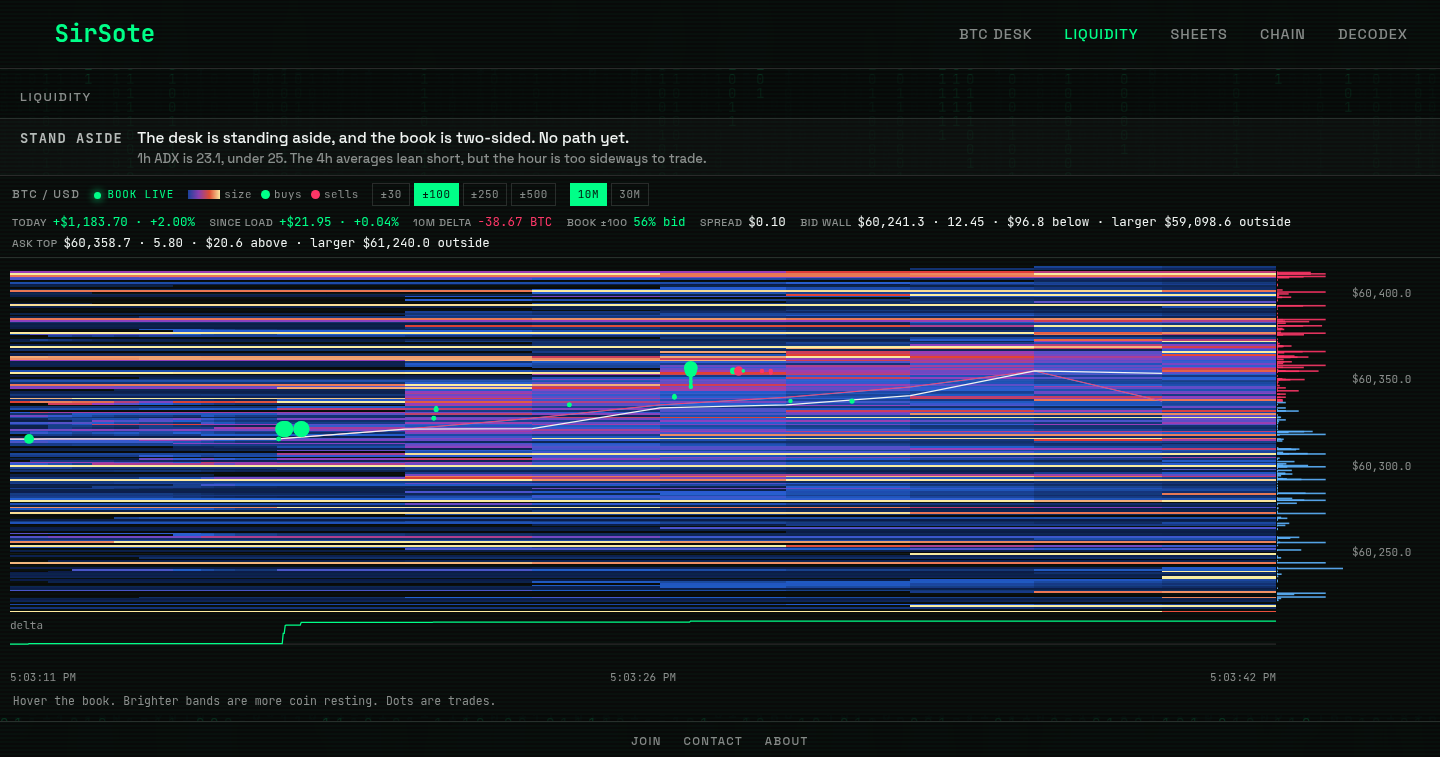 SirSote
BTC DESK LIQUIDITY SHEETS CHAIN DECODEX
LIQUIDITY
STAND ASIDE The desk is standing aside, and the book is two-sided. No path yet.
1h ADX is 23.1, under 25. The 4h averages lean short, but the hour is too sideways to trade.
BTC / USD BOOK LIVE size buys sells ±30 ±100 ±250 ±500 10M 30M
TODAY +$1,183.70 · +2.00% SINCE LOAD +$21.95 · +0.04% 10M DELTA -38.67 BTC BOOK ±100 56% bid SPREAD $0.10 BID WALL $60,241.3 · 12.45 · $96.8 below · larger $59,098.6 outside
ASK TOP $60,358.7 · 5.80 · $20.6 above · larger $61,240.0 outside
$60,400.0
$60,350.0
$60,300.0
$60,250.0
delta
5:03:11 PM 5:03:26 PM 5:03:42 PM
Hover the book. Brighter bands are more coin resting. Dots are trades.
JOIN CONTACT ABOUT